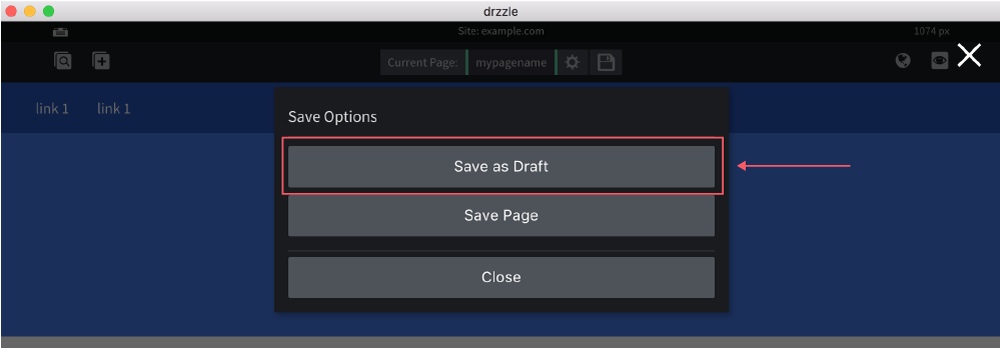 drzzle
Site: example.com
1074 px
Current Page: mypagename
link 1 link 1
Save Options
Save as Draft
Save Page
Close